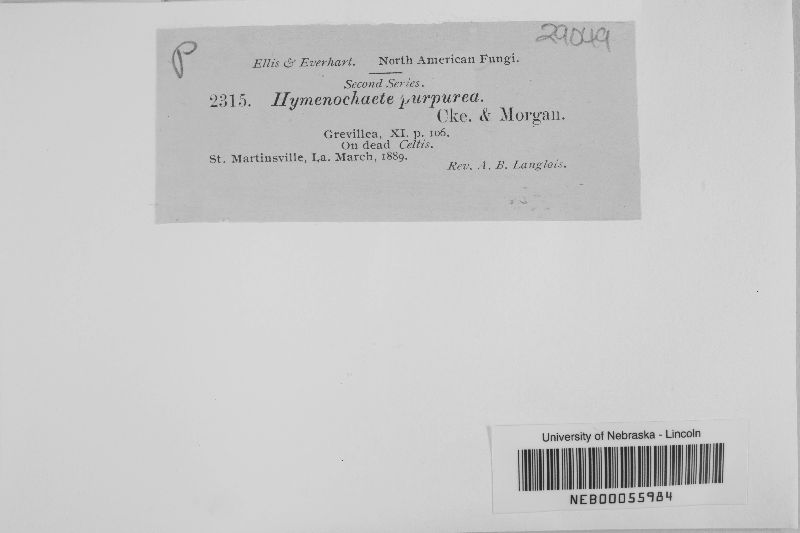 P
29049
Ellis & Everhart. North American Fungi.
Second Series.
2315. Hymenochaete purpurea.
Cke. & Morgan.
Grevillea, XI. p. 106.
On dead Celtis.
St. Martinsville, La. March, 1889.
Rev. A. B. Langlois.
University of Nebraska - Lincoln
NEB00055984